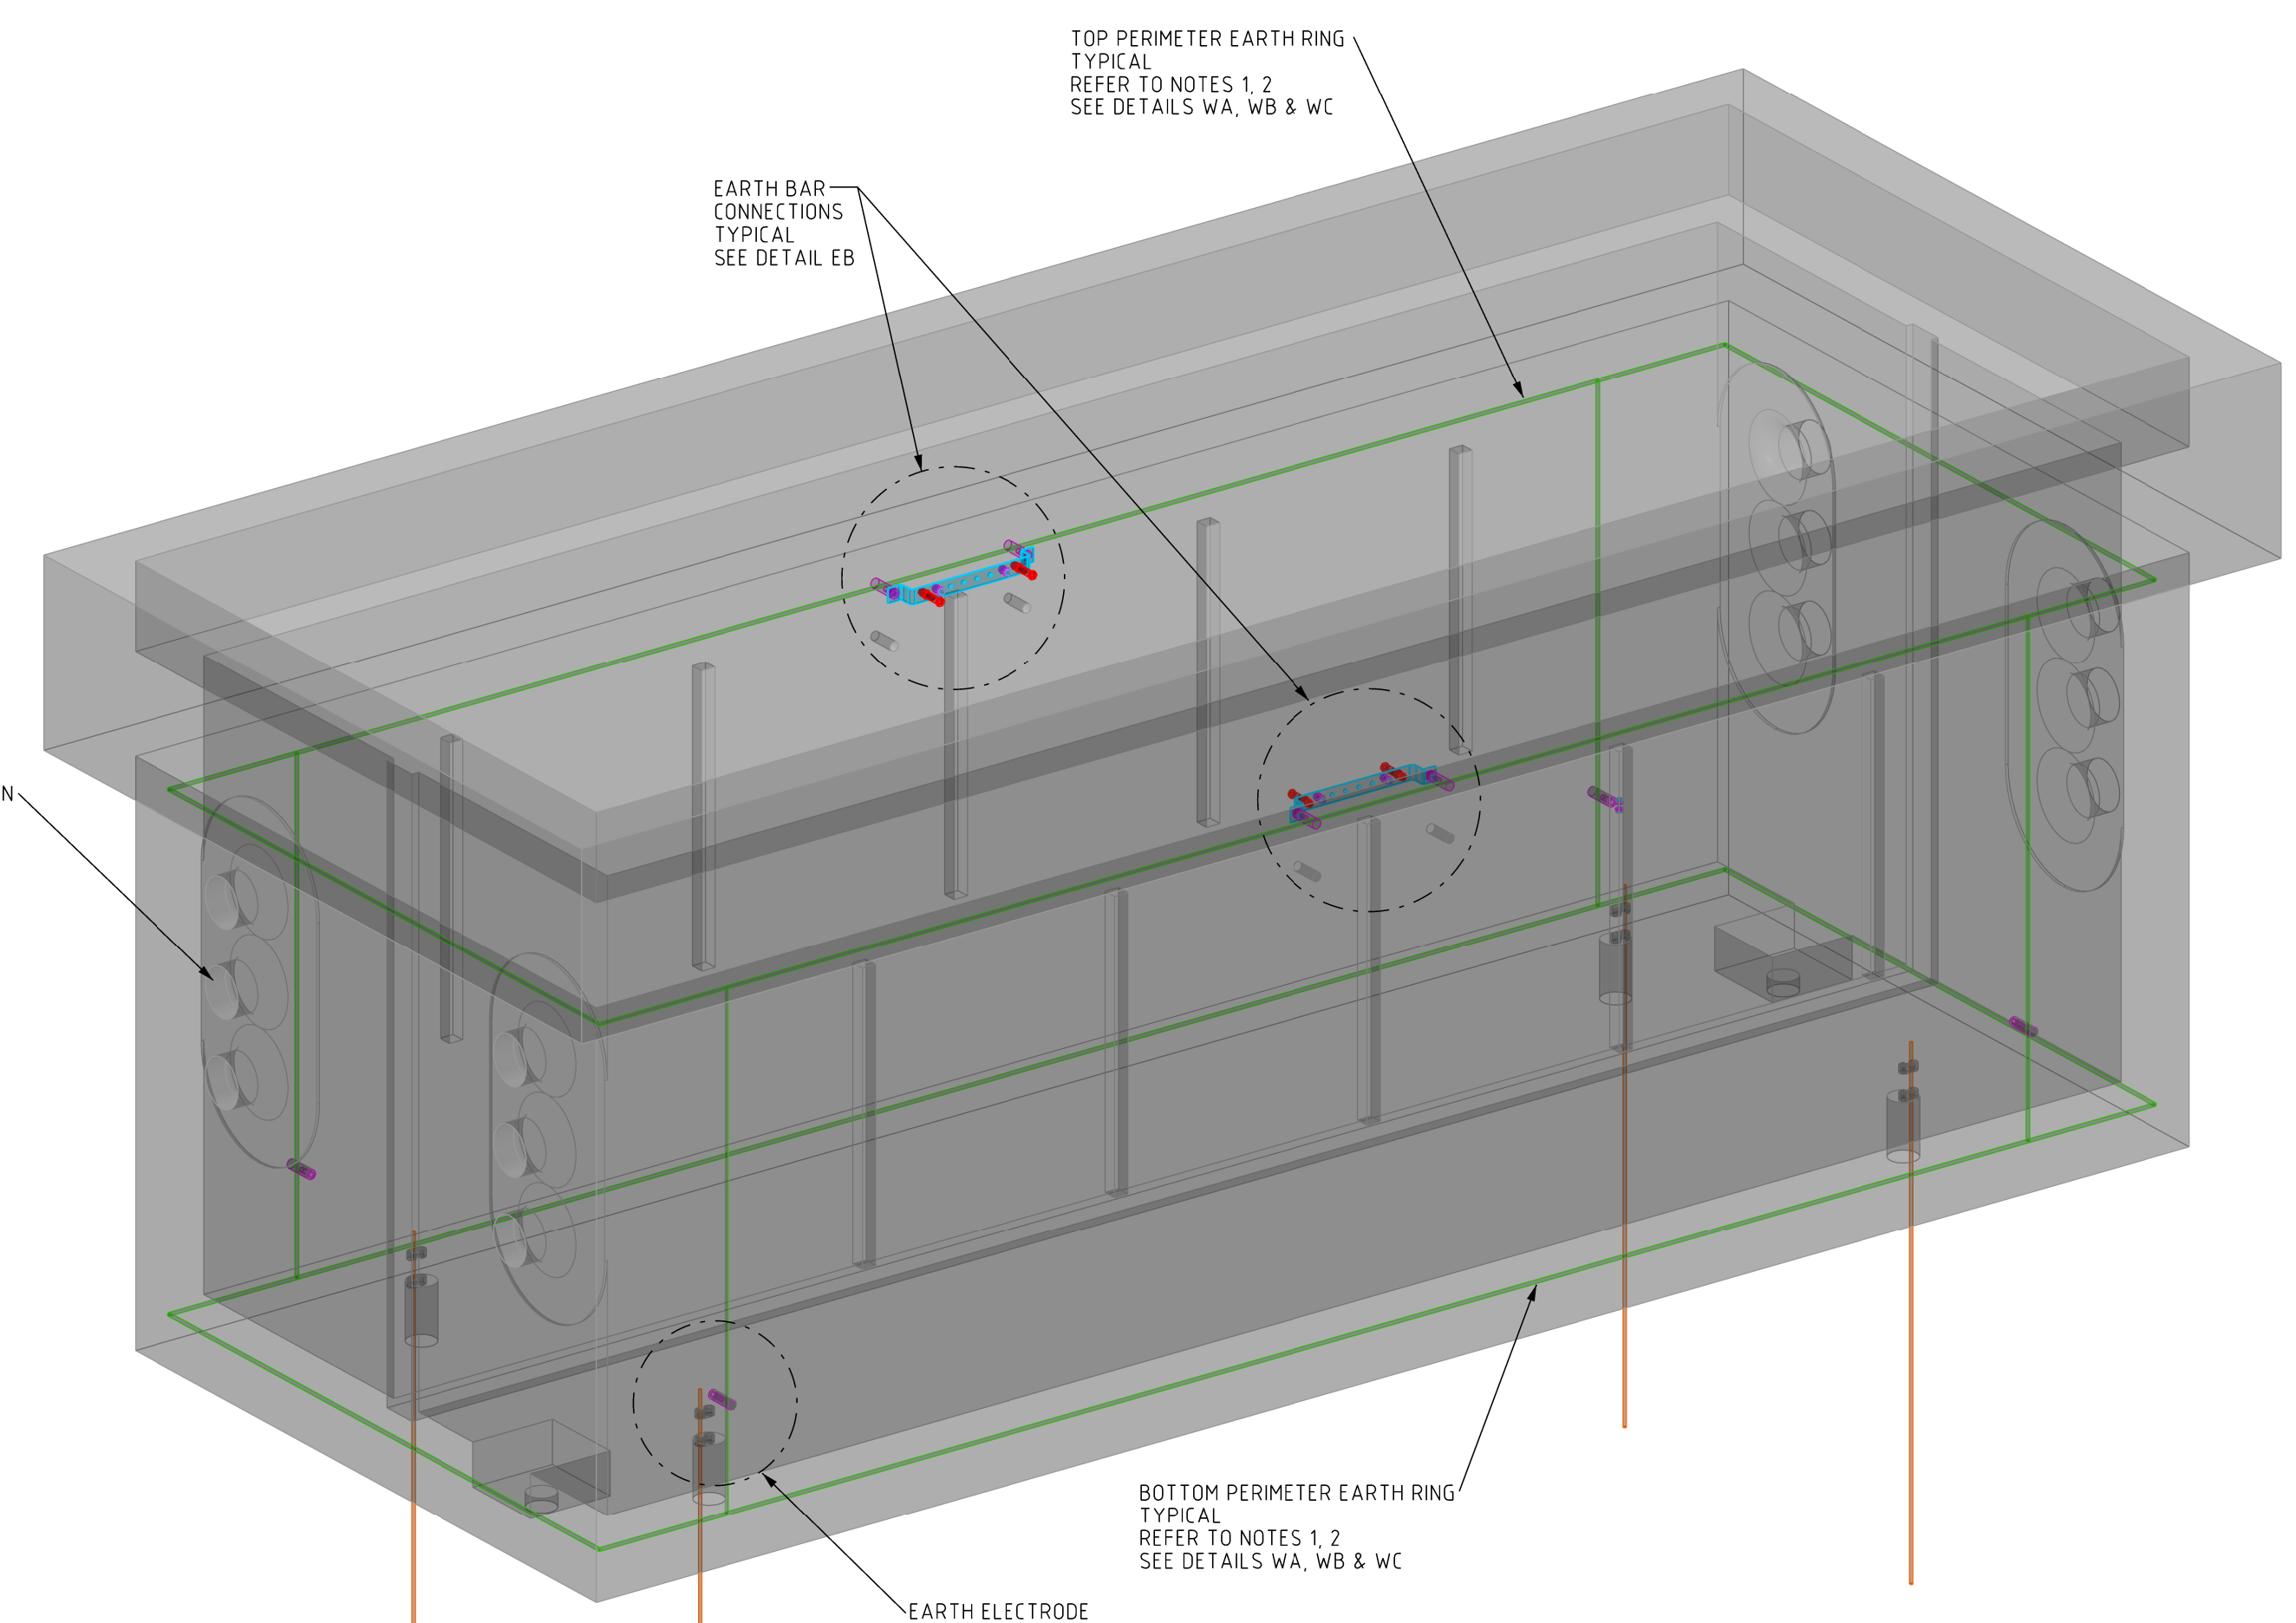 TOP PERIMETER EARTH RING
TYPICAL
REFER TO NOTES 1, 2
SEE DETAILS WA, WB & WC
EARTH BAR
CONNECTIONS
TYPICAL
SEE DETAIL EB
N
BOTTOM PERIMETER EARTH RING
TYPICAL
REFER TO NOTES 1, 2
SEE DETAILS WA, WB & WC
EARTH ELECTRODE